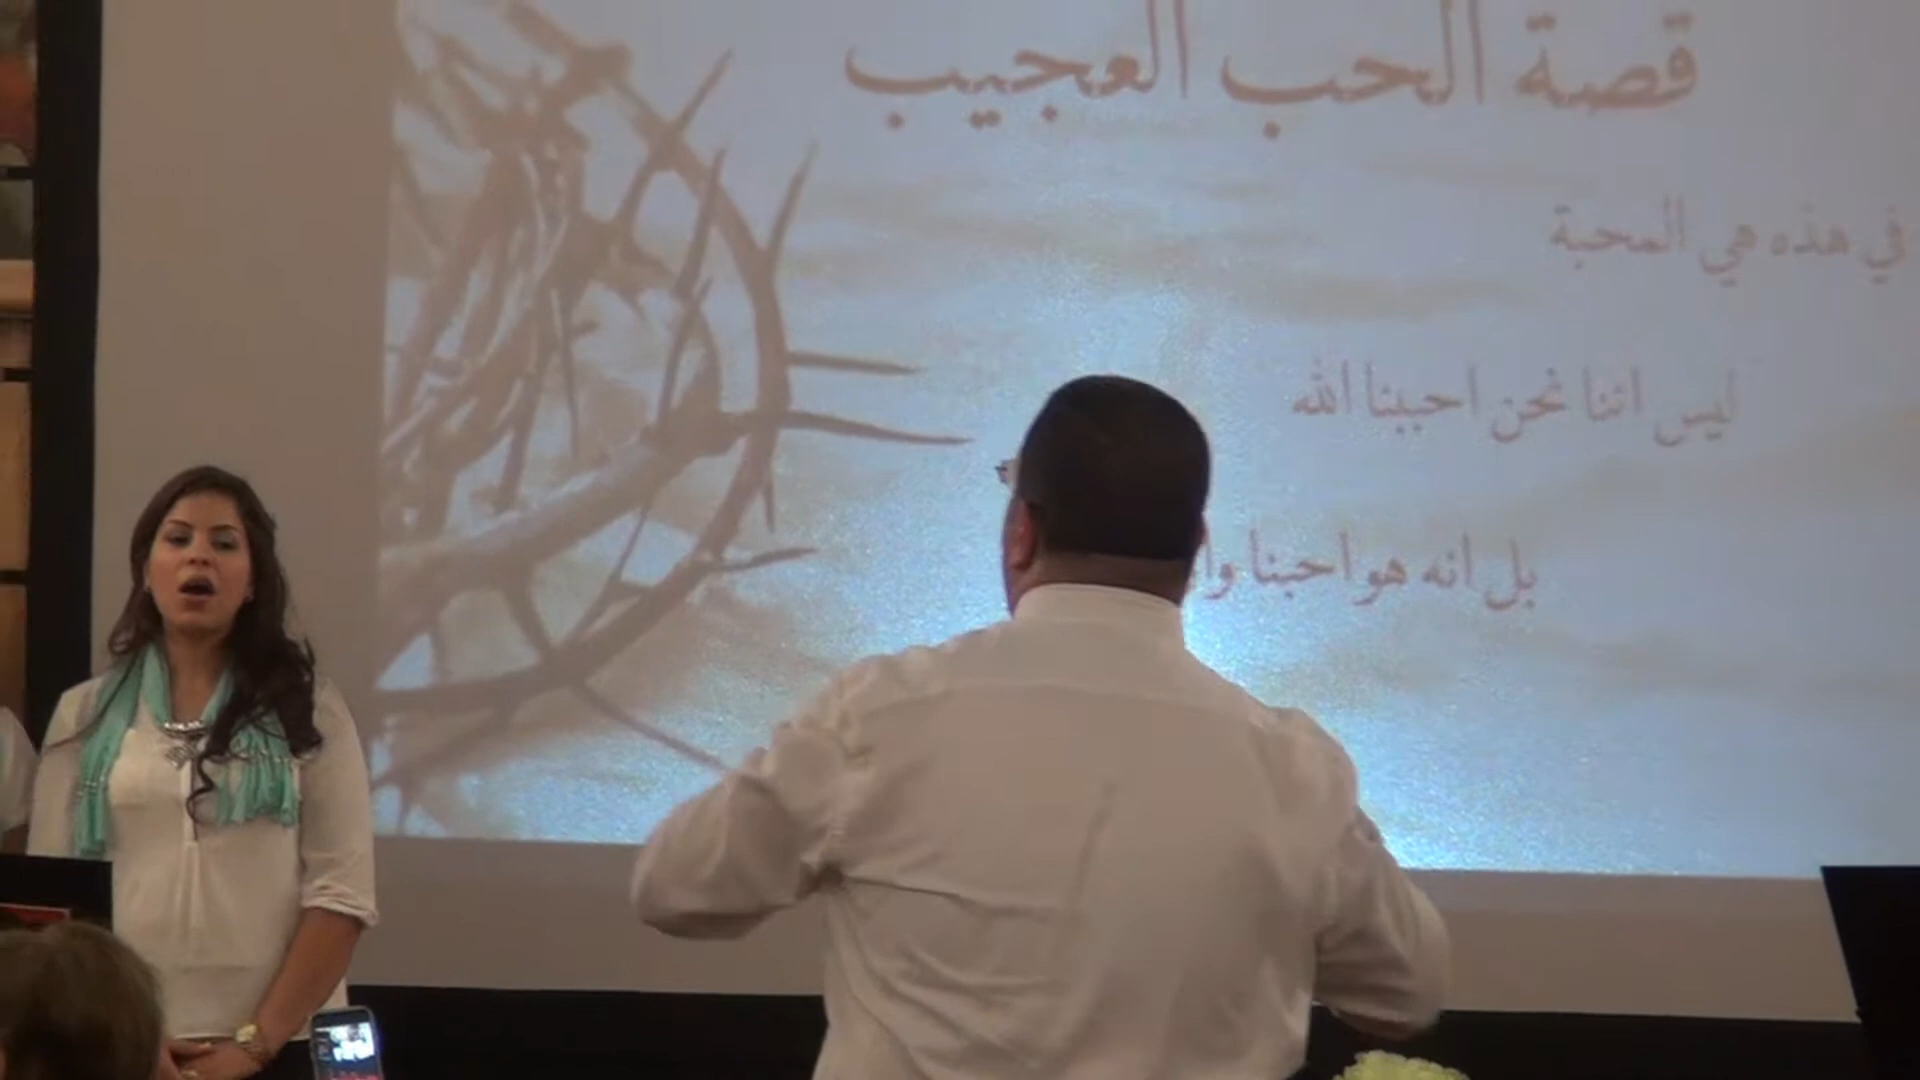 قصة الحب العجيب
في هذه هي المحبة
ليس اننا نحن احببنا الله
بل انه هو احبنا